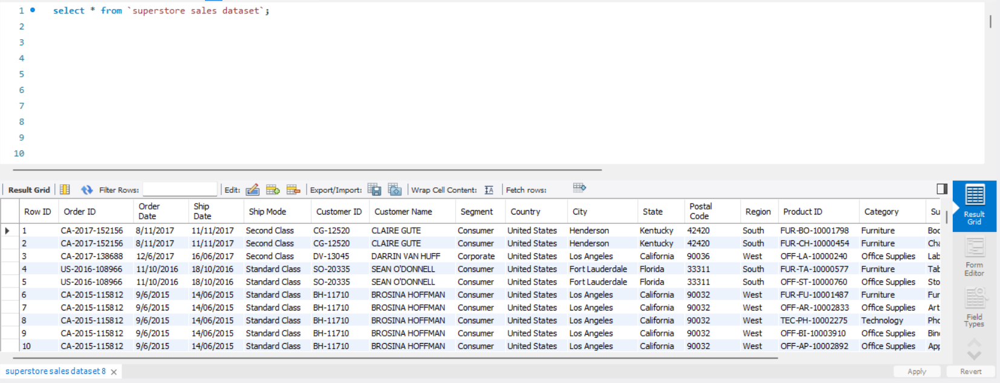 1 select * from `superstore sales dataset`;
2
3
4
5
6
7
8
9
10
Result Grid Filter Rows: Edit: Export/Import: Wrap Cell Content: Fetch rows:
Row ID Order ID Order Date Ship Date Ship Mode Customer ID Customer Name Segment Country City State Postal Code Region Product ID Category Su
1 CA-2017-152156 8/11/2017 11/11/2017 Second Class CG-12520 CLAIRE GUTE Consumer United States Henderson Kentucky 42420 South FUR-BO-10001798 Furniture Boo
2 CA-2017-152156 8/11/2017 11/11/2017 Second Class CG-12520 CLAIRE GUTE Consumer United States Henderson Kentucky 42420 South FUR-CH-10000454 Furniture Cha
3 CA-2017-138688 12/6/2017 16/06/2017 Second Class DV-13045 DARRIN VAN HUFF Corporate United States Los Angeles California 90036 West OFF-LA-10000240 Office Supplies Lab
4 US-2016-108966 11/10/2016 18/10/2016 Standard Class SO-20335 SEAN O'DONNELL Consumer United States Fort Lauderdale Florida 33311 South FUR-TA-10000577 Furniture Tab
5 US-2016-108966 11/10/2016 18/10/2016 Standard Class SO-20335 SEAN O'DONNELL Consumer United States Fort Lauderdale Florida 33311 South OFF-ST-10000760 Office Supplies Sto
6 CA-2015-115812 9/6/2015 14/06/2015 Standard Class BH-11710 BROSINA HOFFMAN Consumer United States Los Angeles California 90032 West FUR-FU-10001487 Furniture Fur
7 CA-2015-115812 9/6/2015 14/06/2015 Standard Class BH-11710 BROSINA HOFFMAN Consumer United States Los Angeles California 90032 West OFF-AR-10002833 Office Supplies Art
8 CA-2015-115812 9/6/2015 14/06/2015 Standard Class BH-11710 BROSINA HOFFMAN Consumer United States Los Angeles California 90032 West TEC-PH-10002275 Technology Pho
9 CA-2015-115812 9/6/2015 14/06/2015 Standard Class BH-11710 BROSINA HOFFMAN Consumer United States Los Angeles California 90032 West OFF-BI-10003910 Office Supplies Bin
10 CA-2015-115812 9/6/2015 14/06/2015 Standard Class BH-11710 BROSINA HOFFMAN Consumer United States Los Angeles California 90032 West OFF-AP-10002892 Office Supplies App
Result
Grid
Form
Editor
Field
Types
superstore sales dataset 8 Apply Revert